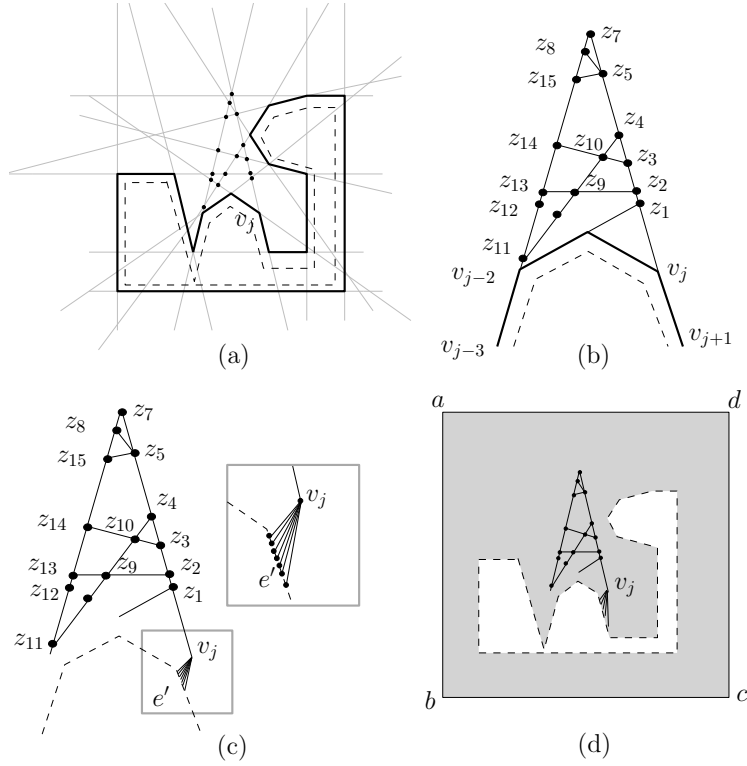 v_j
(a)
z_7
z_8
z_5
z_15
z_4
z_14
z_10
z_3
z_13
z_9
z_2
z_12
z_1
z_11
v_{j-2}
v_j
v_{j-3}
v_{j+1}
(b)
z_7
z_8
z_5
z_15
z_4
z_14
z_10
z_3
z_13
z_9
z_2
z_12
z_1
z_11
v_j
e'
v_j
e'
(c)
a
d
v_j
b
c
(d)